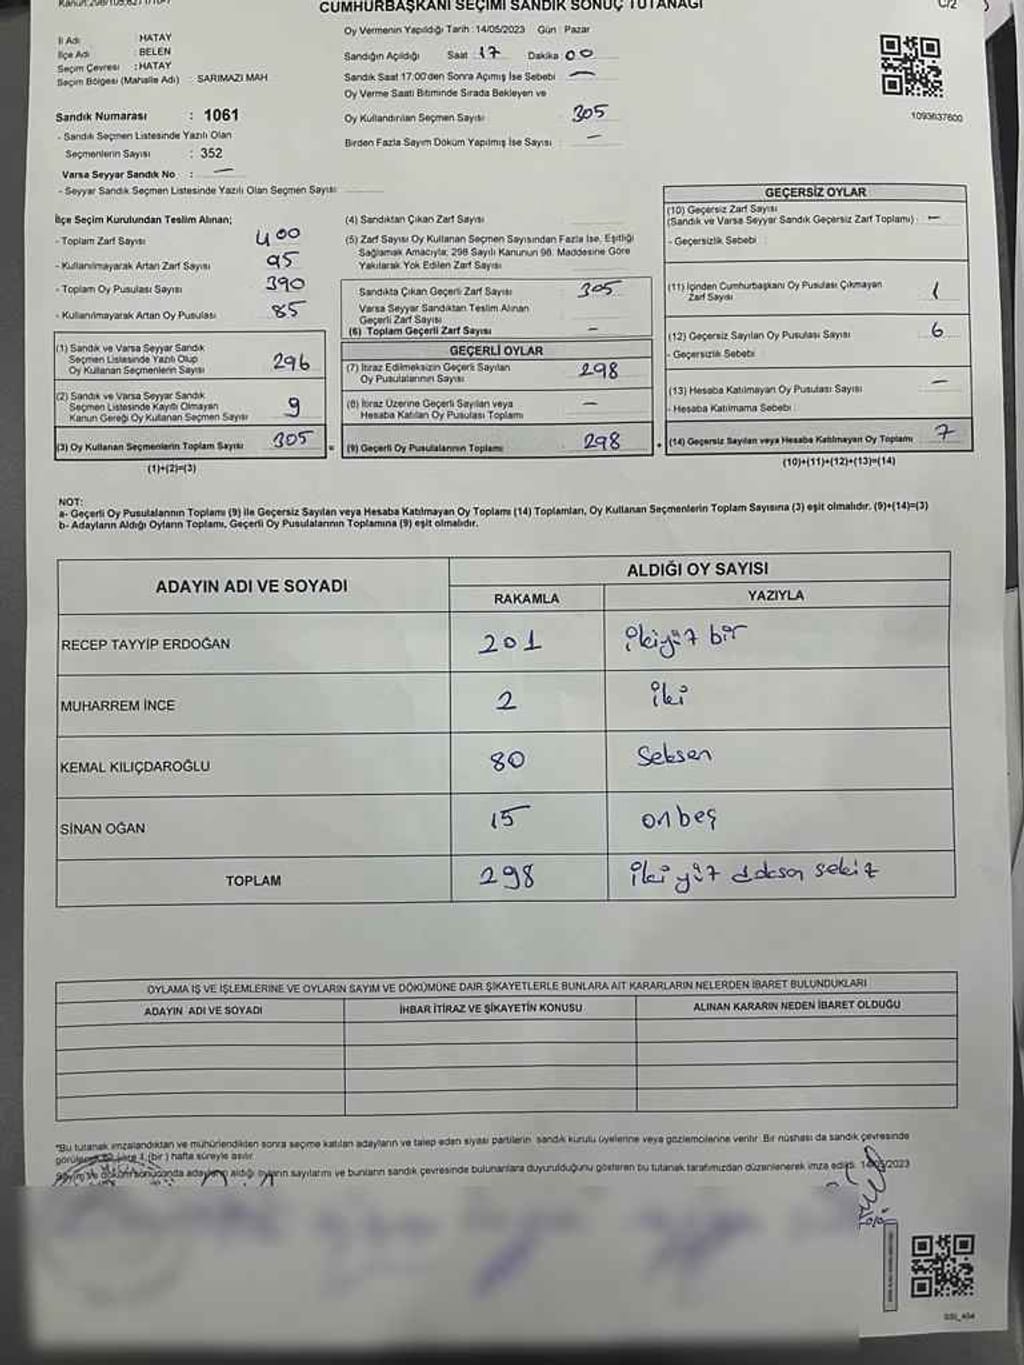 CUMHURBAŞKANI SEÇİMİ SANDIK SONUÇ TUTANAĞI
C/2
İl Adı : HATAY
İlçe Adı : BELEN
Seçim Çevresi : HATAY
Seçim Bölgesi (Mahalle Adı) : SARIMAZI MAH
Sandık Numarası : 1061
- Sandık Seçmen Listesinde Yazılı Olan
Seçmenlerin Sayısı : 352
Varsa Seyyar Sandık No : —
- Seyyar Sandık Seçmen Listesinde Yazılı Olan Seçmen Sayısı
Oy Vermenin Yapıldığı Tarih : 14/05/2023 Gün : Pazar
Sandığın Açıldığı Saat 17 Dakika 00
Sandık Saat 17:00'den Sonra Açılmış İse Sebebi —
Oy Verme Saati Bitiminde Sırada Bekleyen ve
Oy Kullandırılan Seçmen Sayısı 305
Birden Fazla Sayım Döküm Yapılmış İse Sayısı : —
1093637600
İlçe Seçim Kurulundan Teslim Alınan;
- Toplam Zarf Sayısı 400
- Kullanılmayarak Artan Zarf Sayısı 95
- Toplam Oy Pusulası Sayısı 390
- Kullanılmayarak Artan Oy Pusulası 85
(1) Sandık ve Varsa Seyyar Sandık
Seçmen Listesinde Yazılı Olup
Oy Kullanan Seçmenlerin Sayısı 296
(2) Sandık ve Varsa Seyyar Sandık
Seçmen Listesinde Kayıtlı Olmayan
Kanun Gereği Oy Kullanan Seçmen Sayısı 9
(3) Oy Kullanan Seçmenlerin Toplam Sayısı 305
(1)+(2)=(3)
(4) Sandıktan Çıkan Zarf Sayısı
(5) Zarf Sayısı Oy Kullanan Seçmen Sayısından Fazla İse, Eşitliği
Sağlamak Amacıyla; 298 Sayılı Kanunun 98. Maddesine Göre
Yakılarak Yok Edilen Zarf Sayısı
Sandıkta Çıkan Geçerli Zarf Sayısı 305
Varsa Seyyar Sandıktan Teslim Alınan
Geçerli Zarf Sayısı
(6) Toplam Geçerli Zarf Sayısı —
GEÇERLİ OYLAR
(7) İtiraz Edilmeksizin Geçerli Sayılan
Oy Pusulalarının Sayısı 298
(8) İtiraz Üzerine Geçerli Sayılan veya
Hesaba Katılan Oy Pusulası Toplamı —
= (9) Geçerli Oy Pusulalarının Toplamı 298
GEÇERSİZ OYLAR
(10) Geçersiz Zarf Sayısı
(Sandık ve Varsa Seyyar Sandık Geçersiz Zarf Toplamı) : —
- Geçersizlik Sebebi :
(11) İçinden Cumhurbaşkanı Oy Pusulası Çıkmayan
Zarf Sayısı 1
(12) Geçersiz Sayılan Oy Pusulası Sayısı 6
- Geçersizlik Sebebi
(13) Hesaba Katılmayan Oy Pusulası Sayısı —
- Hesaba Katılmama Sebebi :
+ (14) Geçersiz Sayılan veya Hesaba Katılmayan Oy Toplamı 7
(10)+(11)+(12)+(13)=(14)
NOT:
a- Geçerli Oy Pusulalarının Toplamı (9) ile Geçersiz Sayılan veya Hesaba Katılmayan Oy Toplamı (14) Toplamları, Oy Kullanan Seçmenlerin Toplam Sayısına (3) eşit olmalıdır. (9)+(14)=(3)
b- Adayların Aldığı Oyların Toplamı, Geçerli Oy Pusulalarının Toplamına (9) eşit olmalıdır.
ADAYIN ADI VE SOYADI
ALDIĞI OY SAYISI
RAKAMLA YAZIYLA
RECEP TAYYİP ERDOĞAN 201 ikiyüz bir
MUHARREM İNCE 2 iki
KEMAL KILIÇDAROĞLU 80 Seksen
SİNAN OĞAN 15 onbeş
TOPLAM 298 iki yüz doksan sekiz
OYLAMA İŞ VE İŞLEMLERİNE VE OYLARIN SAYIM VE DÖKÜMÜNE DAİR ŞİKAYETLERLE BUNLARA AİT KARARLARIN NELERDEN İBARET BULUNDUKLARI
ADAYIN ADI VE SOYADI İHBAR İTİRAZ VE ŞİKAYETİN KONUSU ALINAN KARARIN NEDEN İBARET OLDUĞU
*Bu tutanak imzalandıktan ve mühürlendikten sonra seçime katılan adayların ve talep eden siyasi partilerin sandık kurulu üyelerine veya gözlemcilerine verilir. Bir nüshası da sandık çevresinde
1 (bir) hafta süreyle asılır.
sonucunda aldığı oyların sayılarını ve bunların sandık çevresinde bulunanlara duyurulduğunu gösteren bu tutanak tarafımızdan düzenlenerek imza edildi. 14/05/2023